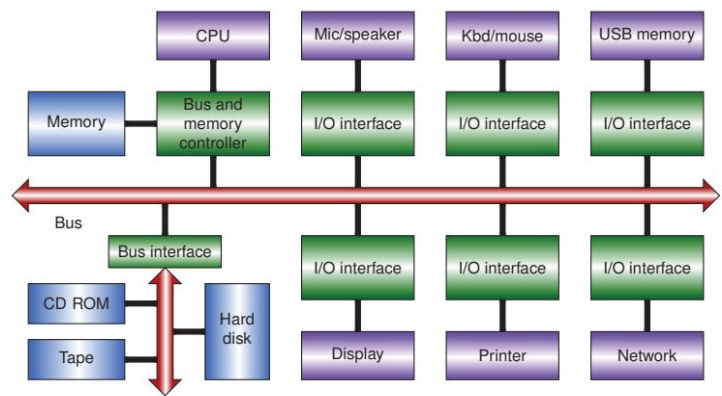 CPU
Mic/speaker
Kbd/mouse
USB memory
Memory
Bus and
memory
controller
I/O interface
I/O interface
I/O interface
Bus
Bus interface
I/O interface
I/O interface
I/O interface
CD ROM
Hard
disk
Tape
Display
Printer
Network